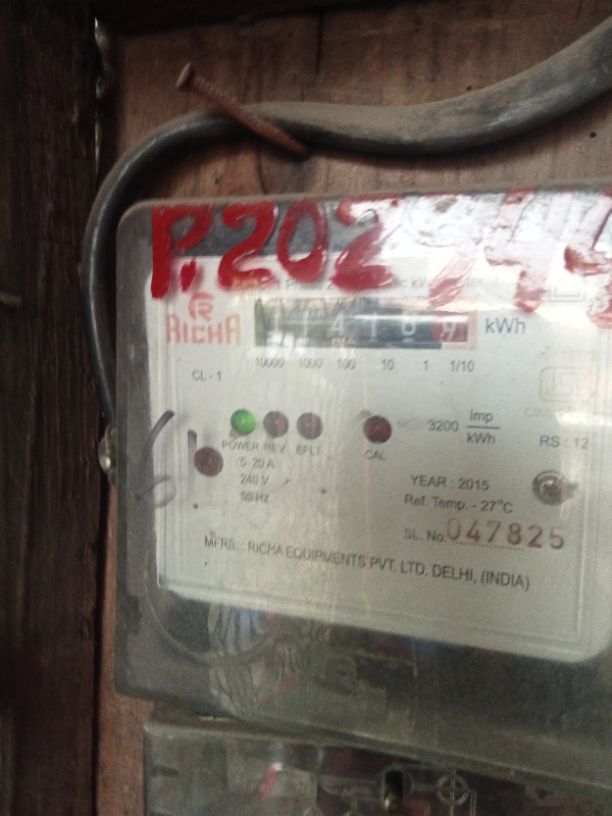 P.202944
RICHA
kWh
10000 1000 100 10 1 1/10
CL - 1
3200 Imp/kWh
POWER REV. E/FLT. CAL
RS : 12
5-20 A
240 V
50 Hz
YEAR : 2015
Ref. Temp. - 27°C
SL. No. 047825
MFRS. : RICHA EQUIPMENTS PVT. LTD. DELHI, (INDIA)